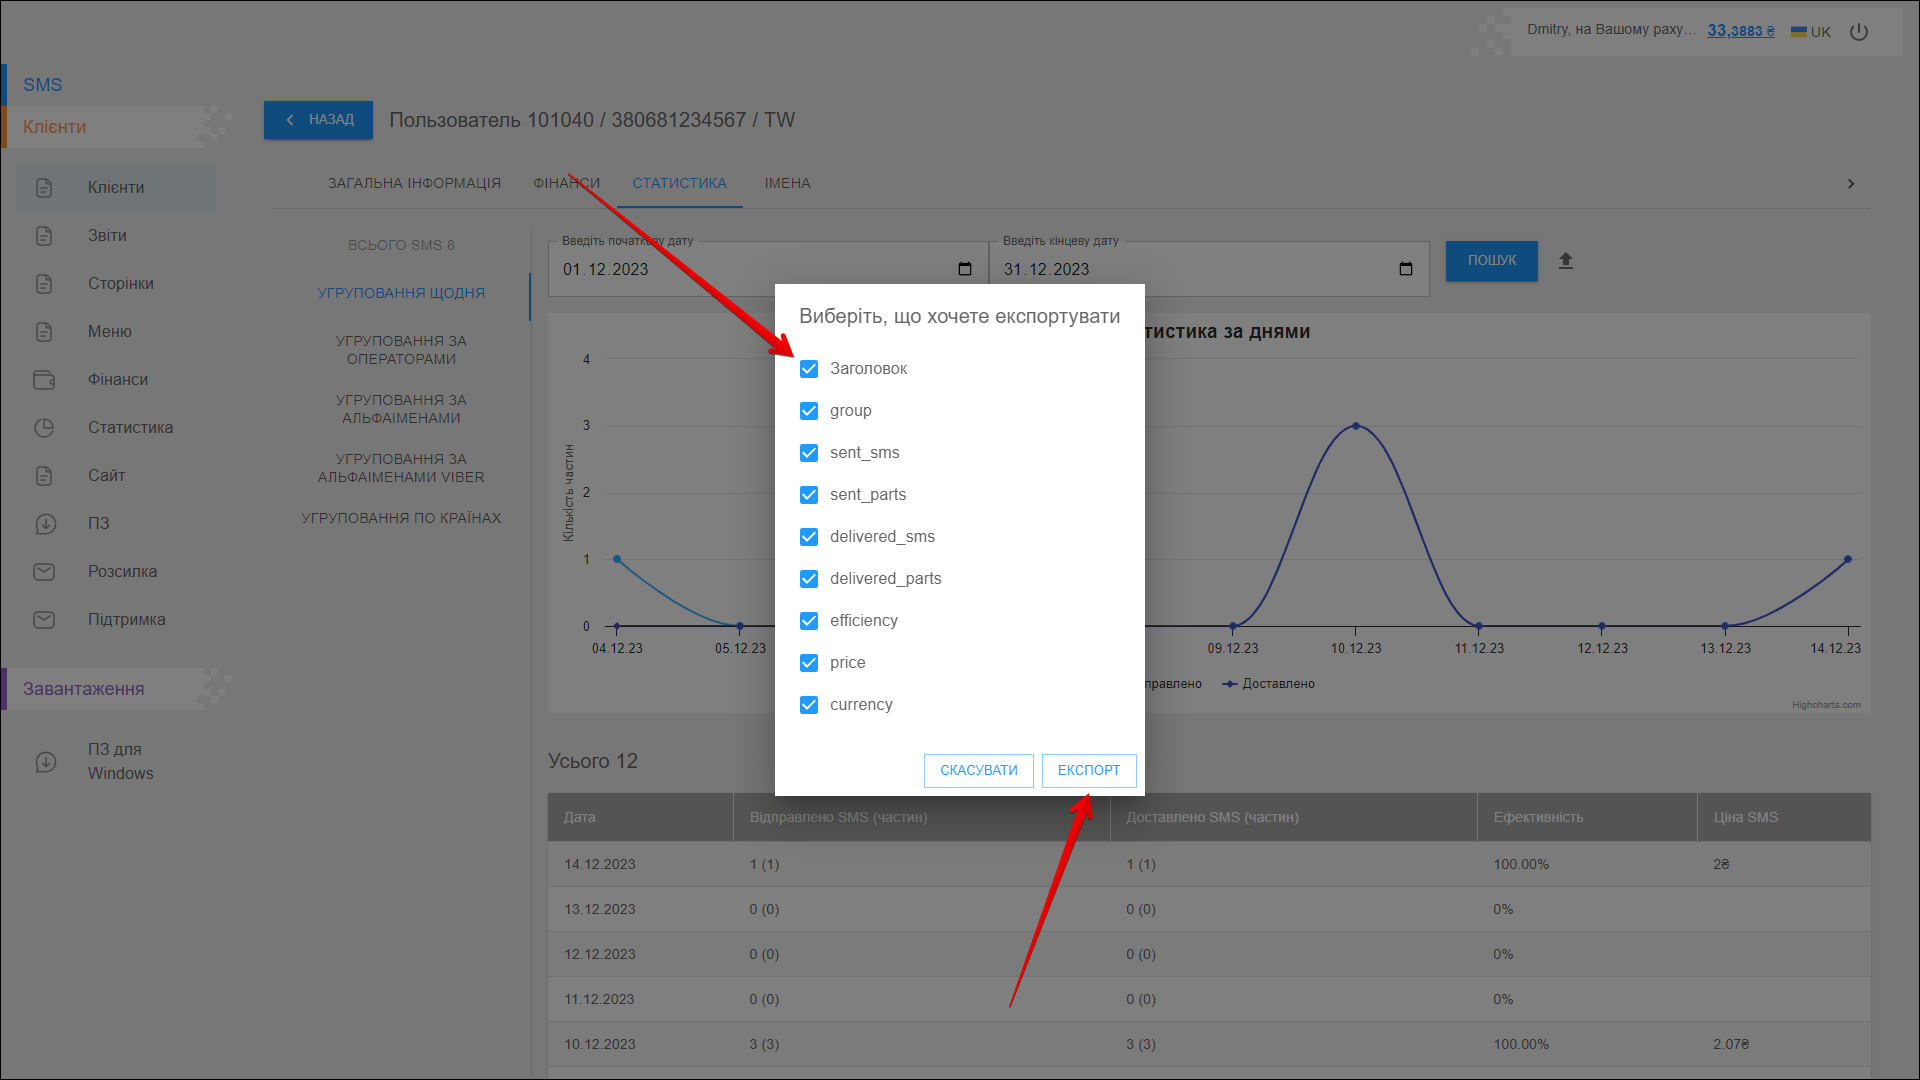 Dmitry, на Вашому раху... 33,3883 ₴ UK
SMS
Клієнти
НАЗАД
Пользователь 101040 / 380681234567 / TW
Клієнти
Звіти
Сторінки
Меню
Фінанси
Статистика
Сайт
ПЗ
Розсилка
Підтримка
Завантаження
ПЗ для
Windows
ЗАГАЛЬНА ІНФОРМАЦІЯ ФІНАНСИ СТАТИСТИКА ІМЕНА
ВСЬОГО SMS 8
УГРУПОВАННЯ ЩОДНЯ
УГРУПОВАННЯ ЗА
ОПЕРАТОРАМИ
УГРУПОВАННЯ ЗА
АЛЬФАІМЕНАМИ
УГРУПОВАННЯ ЗА
АЛЬФАІМЕНАМИ VIBER
УГРУПОВАННЯ ПО КРАЇНАХ
Введіть початкову дату
01.12.2023
Введіть кінцеву дату
31.12.2023
ПОШУК
тистика за днями
Кількість частин
4
3
2
1
0
04.12.23 05.12.23 09.12.23 10.12.23 11.12.23 12.12.23 13.12.23 14.12.23
правлено Доставлено
Highcharts.com
Виберіть, що хочете експортувати
Заголовок
group
sent_sms
sent_parts
delivered_sms
delivered_parts
efficiency
price
currency
СКАСУВАТИ ЕКСПОРТ
Усього 12
Дата Відправлено SMS (частин) Доставлено SMS (частин) Ефективність Ціна SMS
14.12.2023 1 (1) 1 (1) 100.00% 2₴
13.12.2023 0 (0) 0 (0) 0%
12.12.2023 0 (0) 0 (0) 0%
11.12.2023 0 (0) 0 (0) 0%
10.12.2023 3 (3) 3 (3) 100.00% 2.07₴